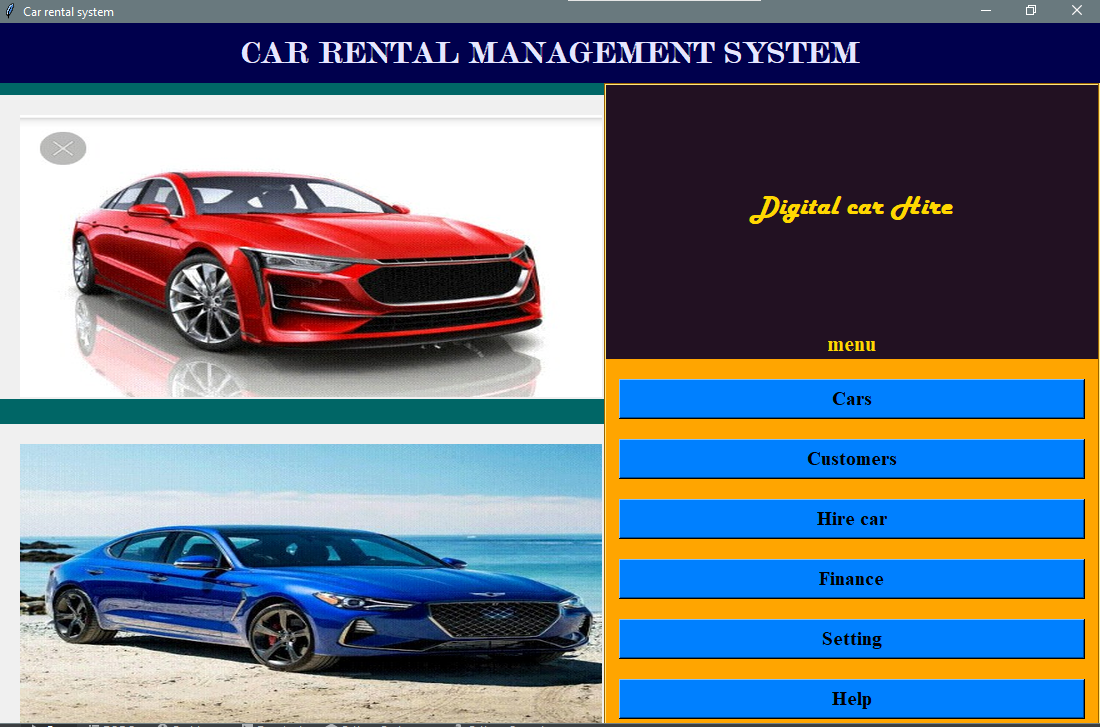 Car rental system
CAR RENTAL MANAGEMENT SYSTEM
Digital car Hire
menu
Cars
Customers
Hire car
Finance
Setting
Help